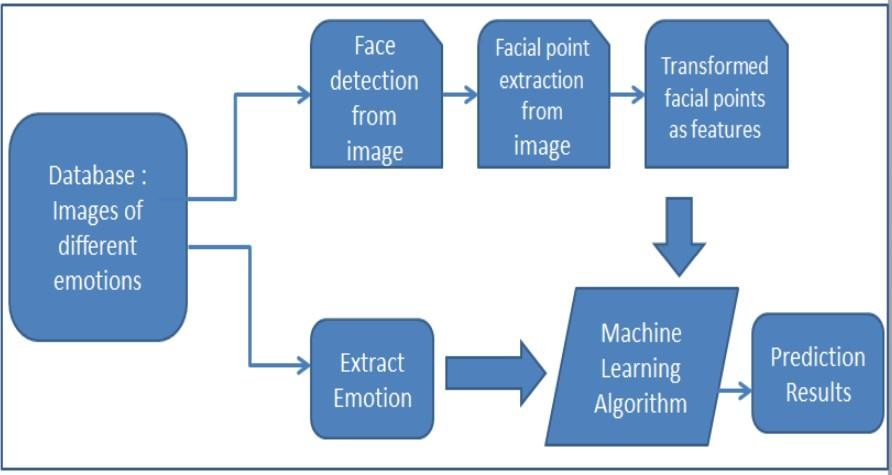 Database :
Images of
different
emotions
Face
detection
from
image
Facial point
extraction
from
image
Transformed
facial points
as features
Extract
Emotion
Machine
Learning
Algorithm
Prediction
Results